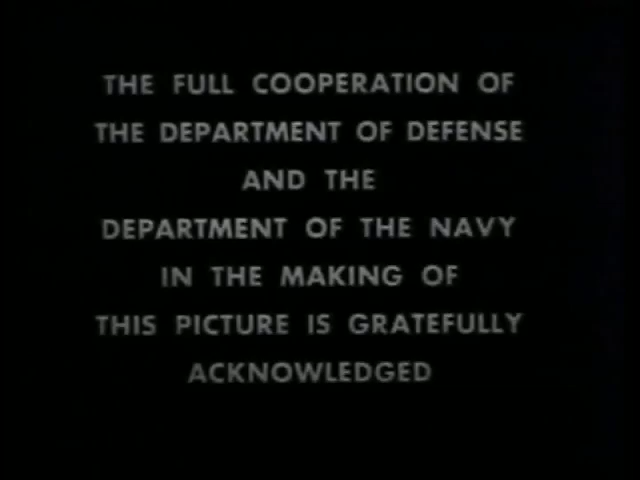 THE FULL COOPERATION OF
THE DEPARTMENT OF DEFENSE
AND THE
DEPARTMENT OF THE NAVY
IN THE MAKING OF
THIS PICTURE IS GRATEFULLY
ACKNOWLEDGED